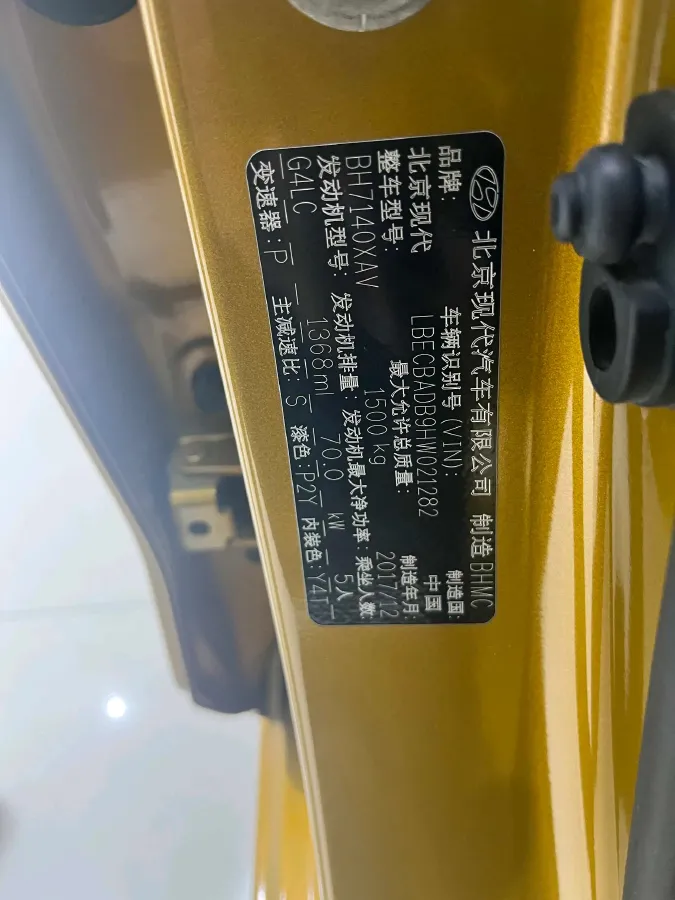 北京现代汽车有限公司 制造 BHMC
品牌: 车辆识别号 (VIN): 制造国:
北京现代 LBECBADB9HW021282 中国
整车型号: 最大允许总质量: 制造年月:
BH7140XAV 1500 kg 2017/12
发动机型号: 发动机排量: 发动机最大净功率: 乘坐人数
G4LC 1368ml 70.0 kW 5人
变速器: P 主减速比: S 漆色: P2Y 内装色: